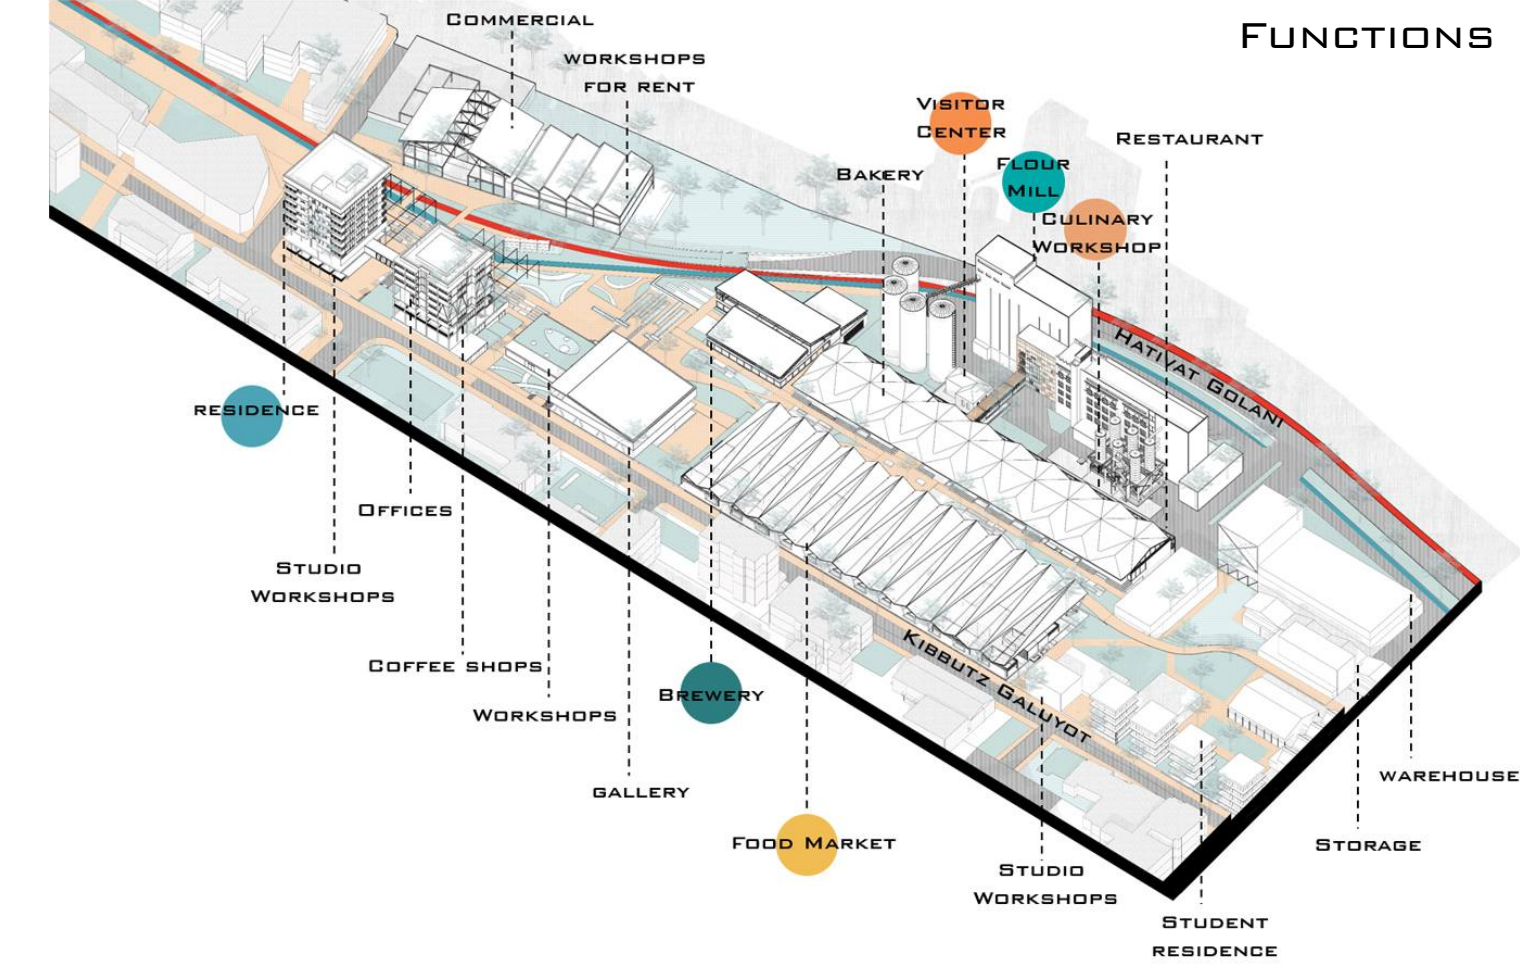 FUNCTIONS
COMMERCIAL
WORKSHOPS
FOR RENT
VISITOR
CENTER
RESTAURANT
BAKERY
FLOUR
MILL
CULINARY
WORKSHOP
HATIVAT GOLANI
RESIDENCE
OFFICES
STUDIO
WORKSHOPS
COFFEE SHOPS
WORKSHOPS
BREWERY
KIBBUTZ GALUYOT
GALLERY
FOOD MARKET
WAREHOUSE
STORAGE
STUDIO
WORKSHOPS
STUDENT
RESIDENCE